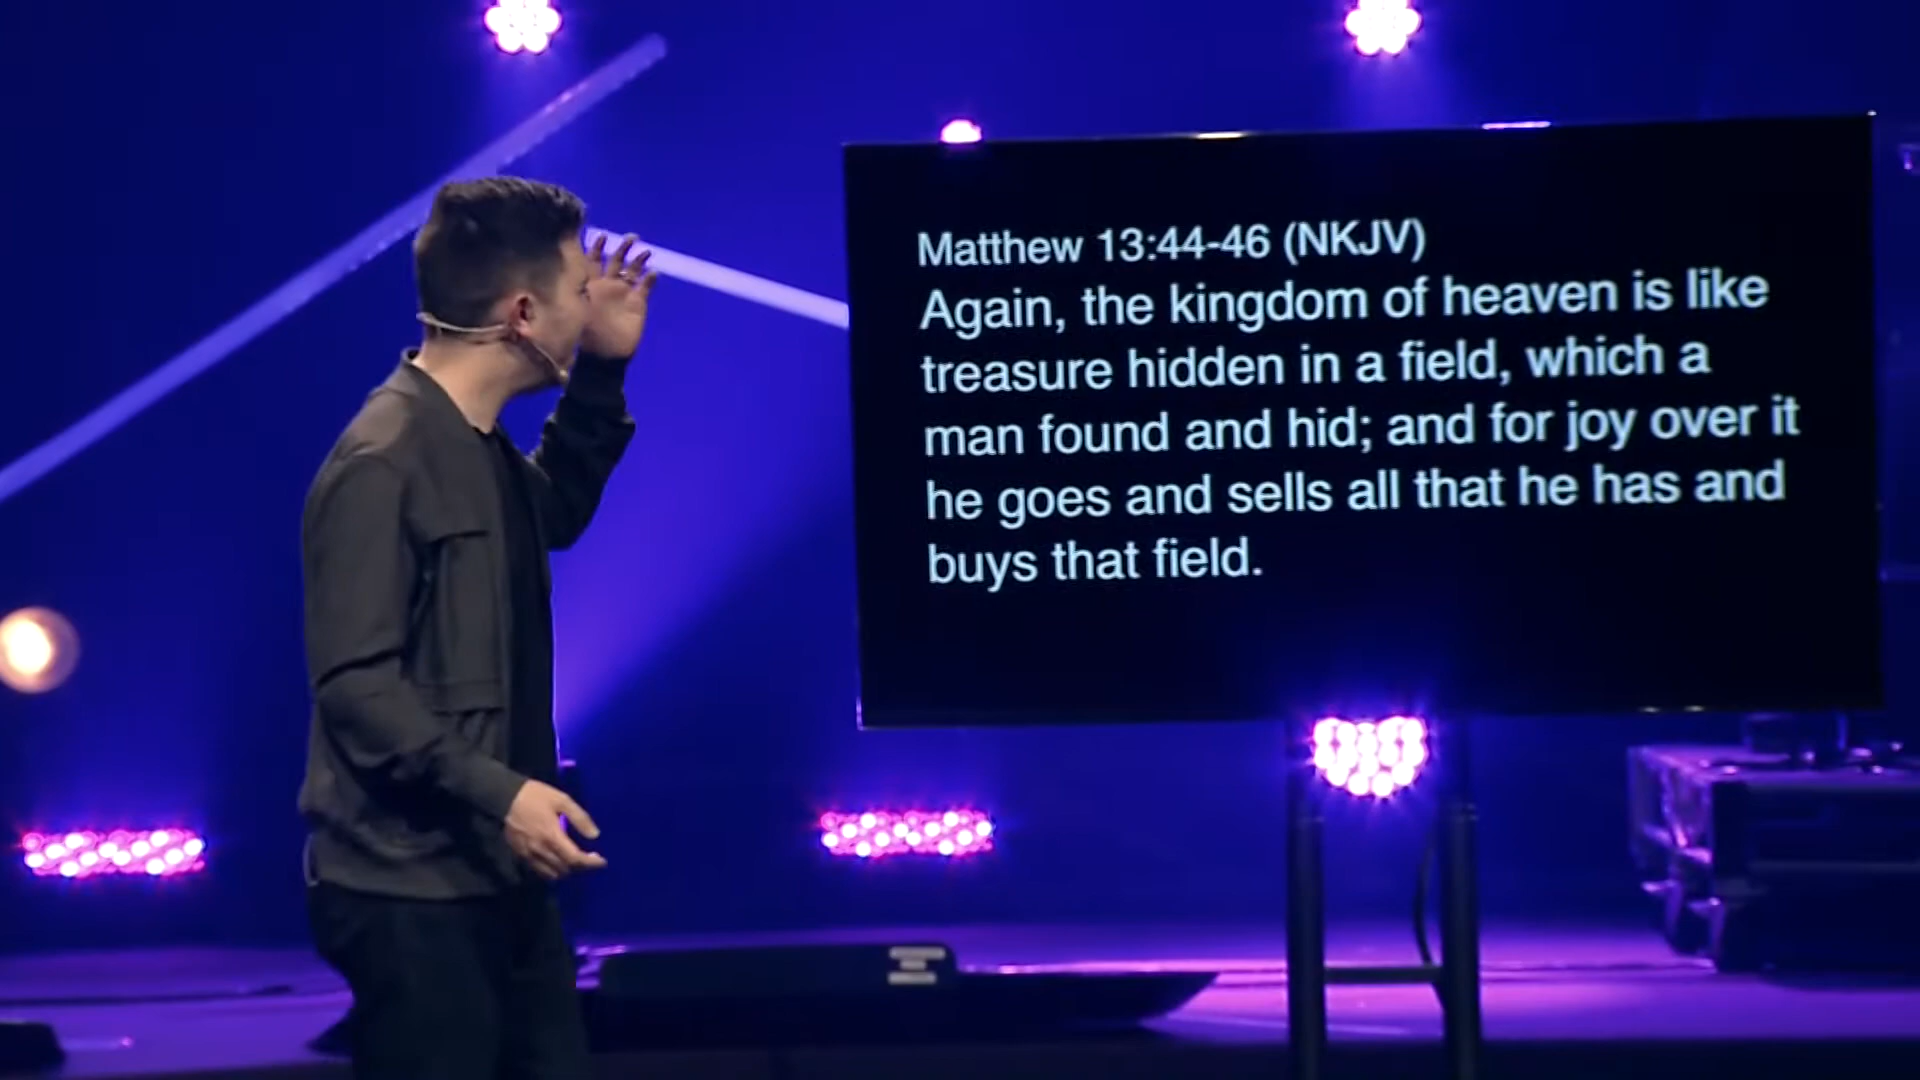 Matthew 13:44-46 (NKJV)
Again, the kingdom of heaven is like
treasure hidden in a field, which a
man found and hid; and for joy over it
he goes and sells all that he has and
buys that field.